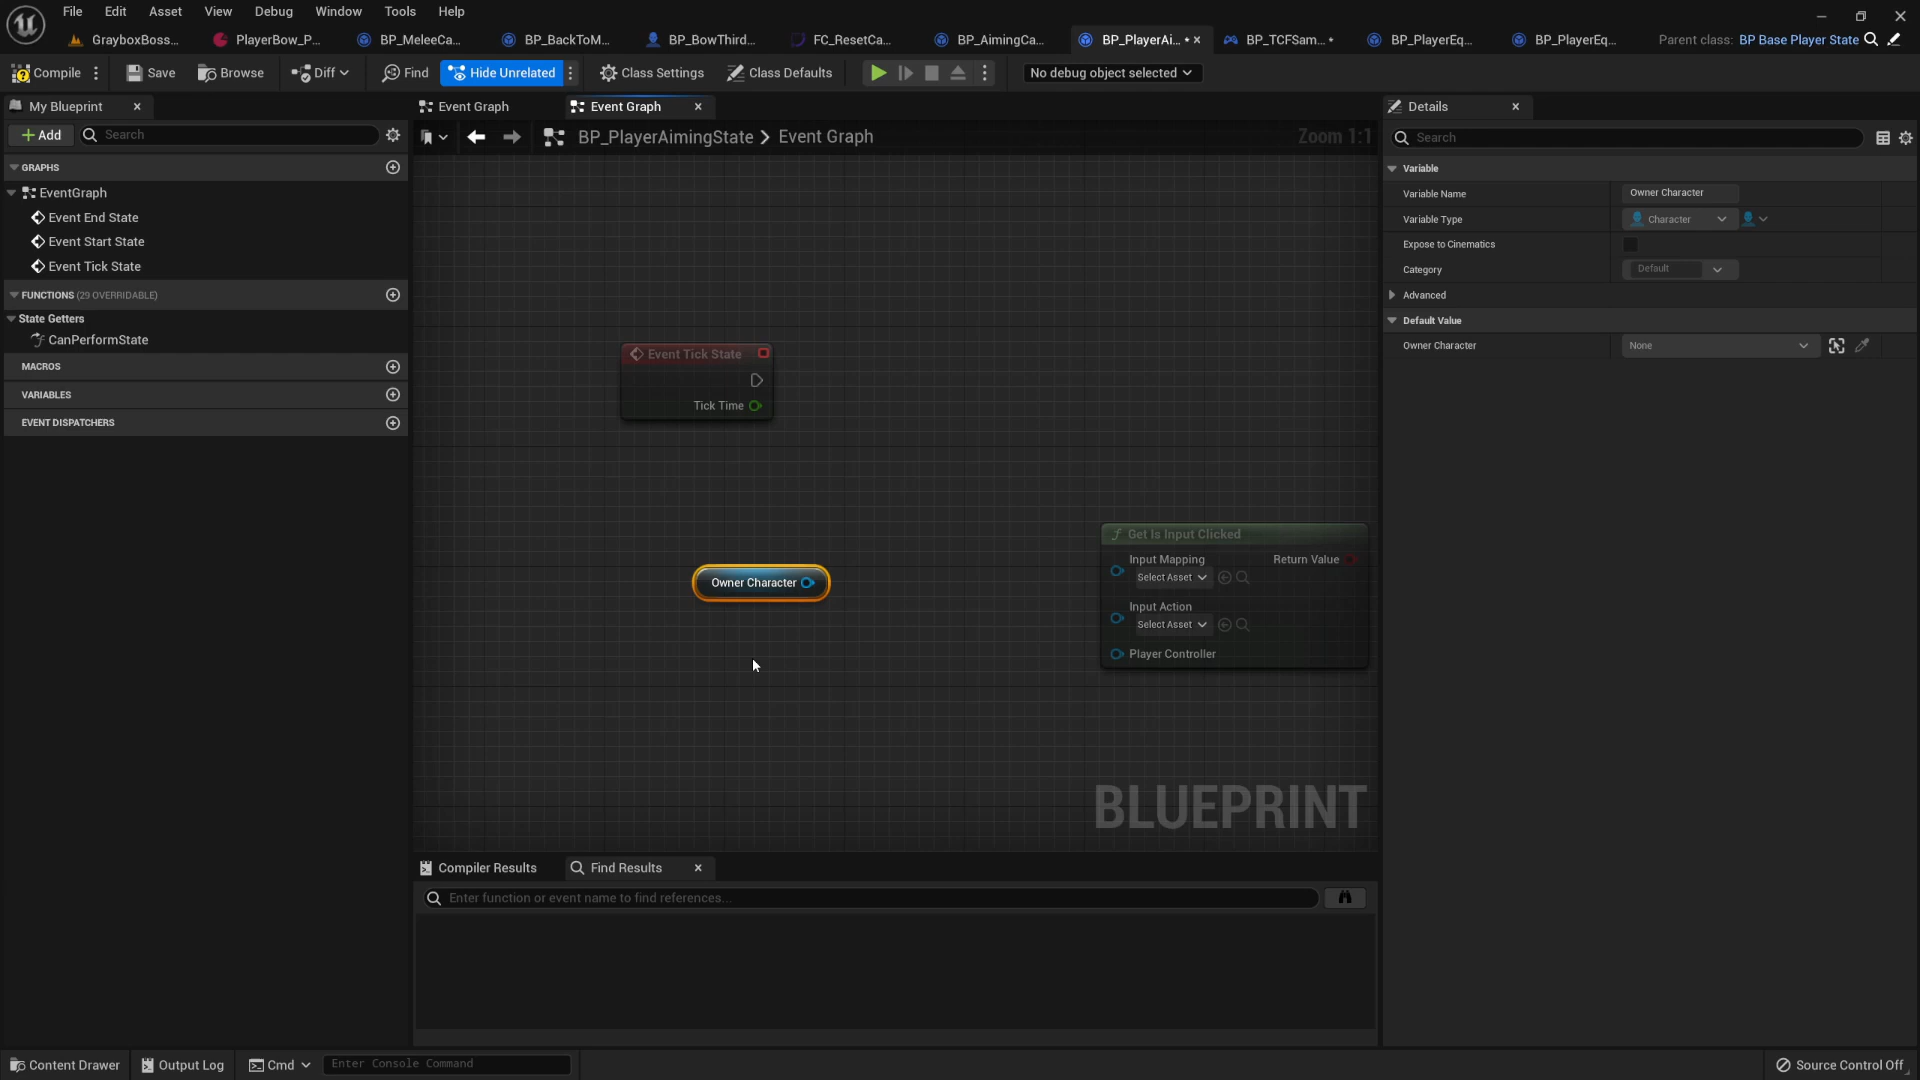 File Edit Asset View Debug Window Tools Help
GrayboxBoss... PlayerBow_P... BP_MeleeCa... BP_BackToM... BP_BowThird... FC_ResetCa... BP_AimingCa... BP_PlayerAi... BP_TCFSam... BP_PlayerEq... BP_PlayerEq... Parent class: BP Base Player State
Compile Save Browse Diff Find Hide Unrelated Class Settings Class Defaults No debug object selected
My Blueprint Event Graph Event Graph Details
Add Search BP_PlayerAimingState > Event Graph Zoom 1:1 Search
GRAPHS Variable
EventGraph Variable Name Owner Character
Event End State Variable Type Character
Event Start State Expose to Cinematics
Event Tick State Category Default
FUNCTIONS (29 OVERRIDABLE) Advanced
State Getters Default Value
CanPerformState Owner Character None
MACROS
VARIABLES
EVENT DISPATCHERS
Event Tick State
Tick Time
Owner Character
Get Is Input Clicked
Input Mapping Return Value
Select Asset
Input Action
Select Asset
Player Controller
BLUEPRINT
Compiler Results Find Results
Enter function or event name to find references...
Content Drawer Output Log Cmd Enter Console Command Source Control Off